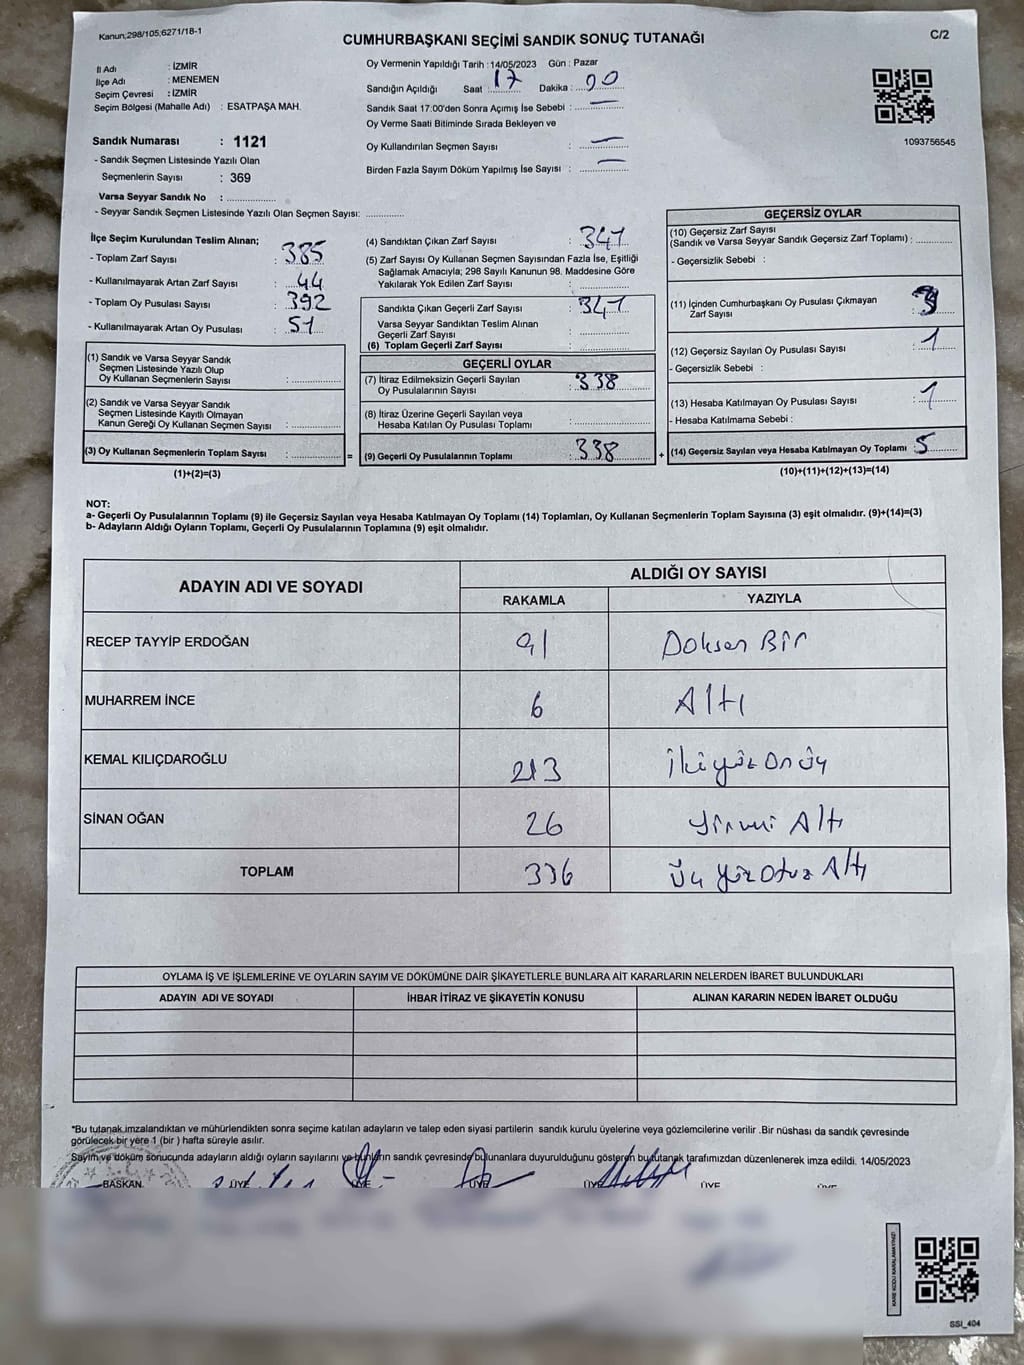 Kanun;298/105;6271/18-1
C/2
CUMHURBAŞKANI SEÇİMİ SANDIK SONUÇ TUTANAĞI
İl Adı : İZMİR
İlçe Adı : MENEMEN
Seçim Çevresi : İZMİR
Seçim Bölgesi (Mahalle Adı) : ESATPAŞA MAH.
Sandık Numarası : 1121
- Sandık Seçmen Listesinde Yazılı Olan
Seçmenlerin Sayısı : 369
Varsa Seyyar Sandık No : ................
- Seyyar Sandık Seçmen Listesinde Yazılı Olan Seçmen Sayısı: ............
Oy Vermenin Yapıldığı Tarih : 14/05/2023 Gün : Pazar
Sandığın Açıldığı Saat 17 Dakika : 00
Sandık Saat 17:00'den Sonra Açımış İse Sebebi : —
Oy Verme Saati Bitiminde Sırada Bekleyen ve
Oy Kullandırılan Seçmen Sayısı : —
Birden Fazla Sayım Döküm Yapılmış İse Sayısı : —
1093756545
İlçe Seçim Kurulundan Teslim Alınan;
- Toplam Zarf Sayısı : 385
- Kullanılmayarak Artan Zarf Sayısı : 44
- Toplam Oy Pusulası Sayısı : 392
- Kullanılmayarak Artan Oy Pusulası : 51
(1) Sandık ve Varsa Seyyar Sandık
Seçmen Listesinde Yazılı Olup
Oy Kullanan Seçmenlerin Sayısı : ................
(2) Sandık ve Varsa Seyyar Sandık
Seçmen Listesinde Kayıtlı Olmayan
Kanun Gereği Oy Kullanan Seçmen Sayısı : ................
(3) Oy Kullanan Seçmenlerin Toplam Sayısı : ................ =
(1)+(2)=(3)
(4) Sandıktan Çıkan Zarf Sayısı : 341
(5) Zarf Sayısı Oy Kullanan Seçmen Sayısından Fazla İse, Eşitliği
Sağlamak Amacıyla; 298 Sayılı Kanunun 98. Maddesine Göre
Yakılarak Yok Edilen Zarf Sayısı : ................
Sandıkta Çıkan Geçerli Zarf Sayısı : 341
Varsa Seyyar Sandıktan Teslim Alınan
Geçerli Zarf Sayısı : ................
(6) Toplam Geçerli Zarf Sayısı : ................
GEÇERLİ OYLAR
(7) İtiraz Edilmeksizin Geçerli Sayılan
Oy Pusulalarının Sayısı : 338
(8) İtiraz Üzerine Geçerli Sayılan veya
Hesaba Katılan Oy Pusulası Toplamı : ................
(9) Geçerli Oy Pusulalarının Toplamı : 338 +
GEÇERSİZ OYLAR
(10) Geçersiz Zarf Sayısı
(Sandık ve Varsa Seyyar Sandık Geçersiz Zarf Toplamı) : ............
- Geçersizlik Sebebi :
(11) İçinden Cumhurbaşkanı Oy Pusulası Çıkmayan
Zarf Sayısı : 3
(12) Geçersiz Sayılan Oy Pusulası Sayısı : 1
- Geçersizlik Sebebi :
(13) Hesaba Katılmayan Oy Pusulası Sayısı : 1
- Hesaba Katılmama Sebebi :
(14) Geçersiz Sayılan veya Hesaba Katılmayan Oy Toplamı : 5
(10)+(11)+(12)+(13)=(14)
NOT:
a- Geçerli Oy Pusulalarının Toplamı (9) ile Geçersiz Sayılan veya Hesaba Katılmayan Oy Toplamı (14) Toplamları, Oy Kullanan Seçmenlerin Toplam Sayısına (3) eşit olmalıdır. (9)+(14)=(3)
b- Adayların Aldığı Oyların Toplamı, Geçerli Oy Pusulalarının Toplamına (9) eşit olmalıdır.
ADAYIN ADI VE SOYADI ALDIĞI OY SAYISI
RAKAMLA YAZIYLA
RECEP TAYYİP ERDOĞAN 91 Doksan Bir
MUHARREM İNCE 6 Altı
KEMAL KILIÇDAROĞLU 213 İkiyüz On üç
SİNAN OĞAN 26 Yirmi Altı
TOPLAM 336 Üç yüz Otuz Altı
OYLAMA İŞ VE İŞLEMLERİNE VE OYLARIN SAYIM VE DÖKÜMÜNE DAİR ŞİKAYETLERLE BUNLARA AİT KARARLARIN NELERDEN İBARET BULUNDUKLARI
ADAYIN ADI VE SOYADI İHBAR İTİRAZ VE ŞİKAYETİN KONUSU ALINAN KARARIN NEDEN İBARET OLDUĞU
*Bu tutanak imzalandıktan ve mühürlendikten sonra seçime katılan adayların ve talep eden siyasi partilerin sandık kurulu üyelerine veya gözlemcilerine verilir .Bir nüshası da sandık çevresinde
görülecek bir yere 1 (bir ) hafta süreyle asılır.
Sayım ve döküm sonucunda adayların aldığı oyların sayılarını ve bunların sandık çevresinde bulunanlara duyurulduğunu gösteren bu tutanak tarafımızdan düzenlenerek imza edildi. 14/05/2023
BAŞKAN ÜYE ÜYE ÜYE ÜYE ÜYE ÜYE
KARE KODU KARALAMAYINIZ!
SSI_404